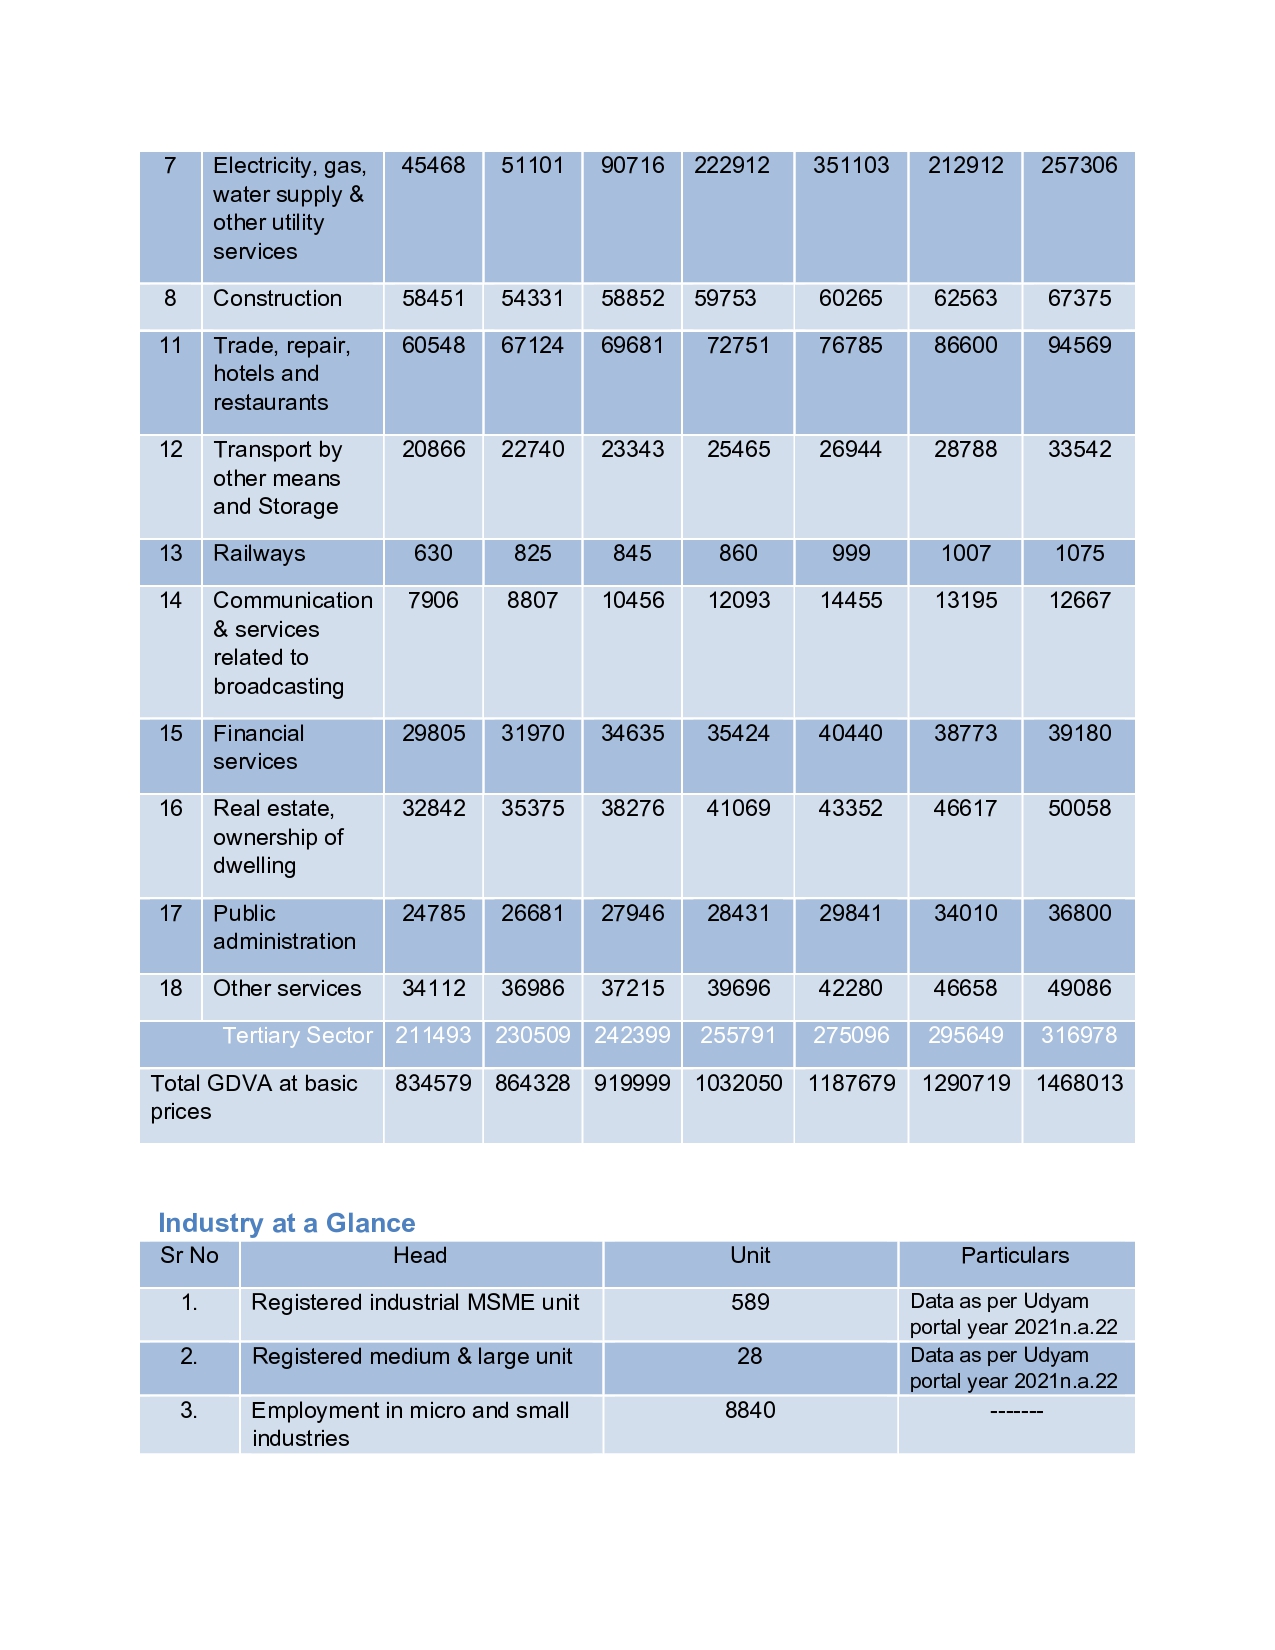 7 Electricity, gas, 45468 51101 90716 222912 351103 212912 257306
water supply &
other utility
services
8 Construction 58451 54331 58852 59753 60265 62563 67375
11 Trade, repair, 60548 67124 69681 72751 76785 86600 94569
hotels and
restaurants
12 Transport by 20866 22740 23343 25465 26944 28788 33542
other means
and Storage
13 Railways 630 825 845 860 999 1007 1075
14 Communication 7906 8807 10456 12093 14455 13195 12667
& services
related to
broadcasting
15 Financial 29805 31970 34635 35424 40440 38773 39180
services
16 Real estate, 32842 35375 38276 41069 43352 46617 50058
ownership of
dwelling
17 Public 24785 26681 27946 28431 29841 34010 36800
administration
18 Other services 34112 36986 37215 39696 42280 46658 49086
Tertiary Sector 211493 230509 242399 255791 275096 295649 316978
Total GDVA at basic 834579 864328 919999 1032050 1187679 1290719 1468013
prices
Industry at a Glance
Sr No Head Unit Particulars
1. Registered industrial MSME unit 589 Data as per Udyam
portal year 2021n.a.22
2. Registered medium & large unit 28 Data as per Udyam
portal year 2021n.a.22
3. Employment in micro and small 8840 -------
industries